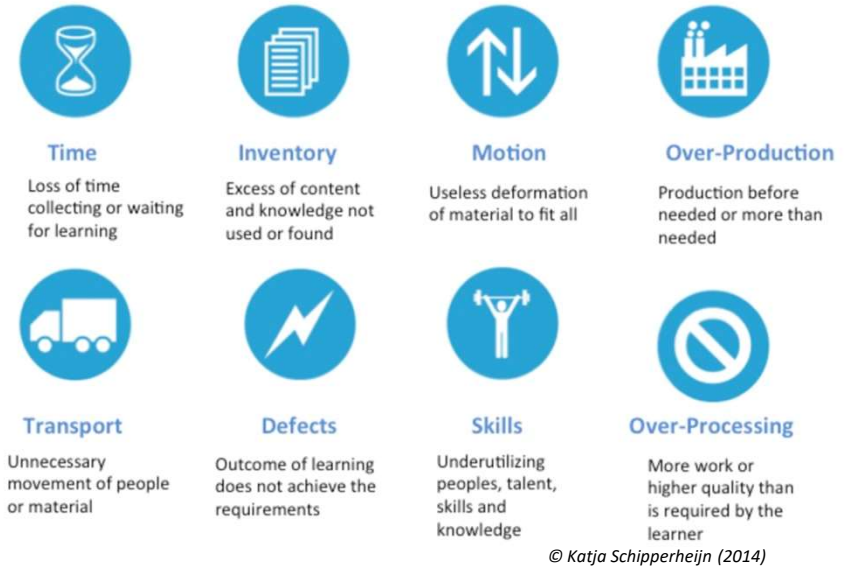 Time
Loss of time
collecting or waiting
for learning
Inventory
Excess of content
and knowledge not
used or found
Motion
Useless deformation
of material to fit all
Over-Production
Production before
needed or more than
needed
Transport
Unnecessary
movement of people
or material
Defects
Outcome of learning
does not achieve the
requirements
Skills
Underutilizing
peoples, talent,
skills and
knowledge
Over-Processing
More work or
higher quality than
is required by the
learner
© Katja Schipperheijn (2014)